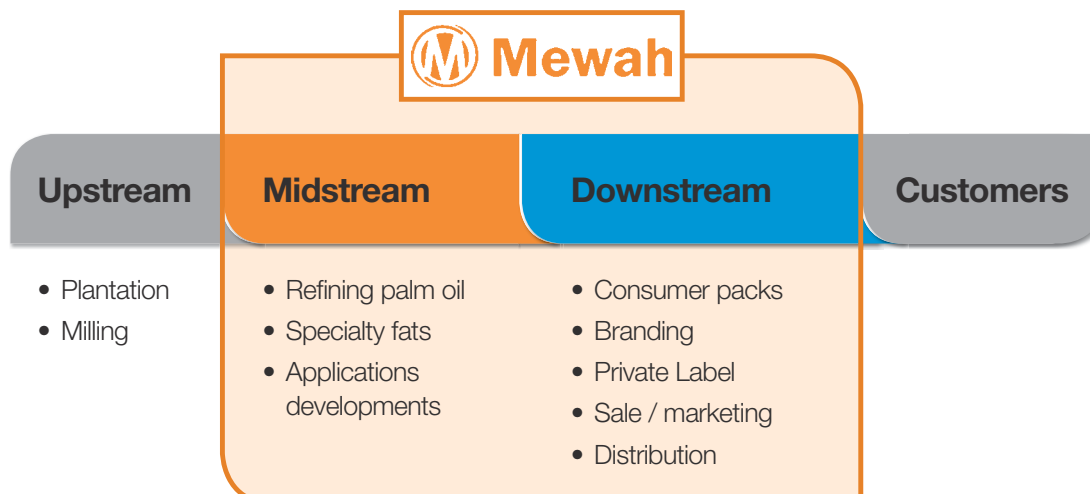 Mewah
Upstream
Midstream
Downstream
Customers
• Plantation
• Milling
• Refining palm oil
• Specialty fats
• Applications
developments
• Consumer packs
• Branding
• Private Label
• Sale / marketing
• Distribution